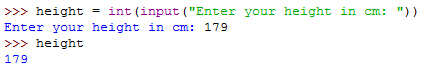 >>> height = int(input("Enter your height in cm: "))
Enter your height in cm: 179
>>> height
179